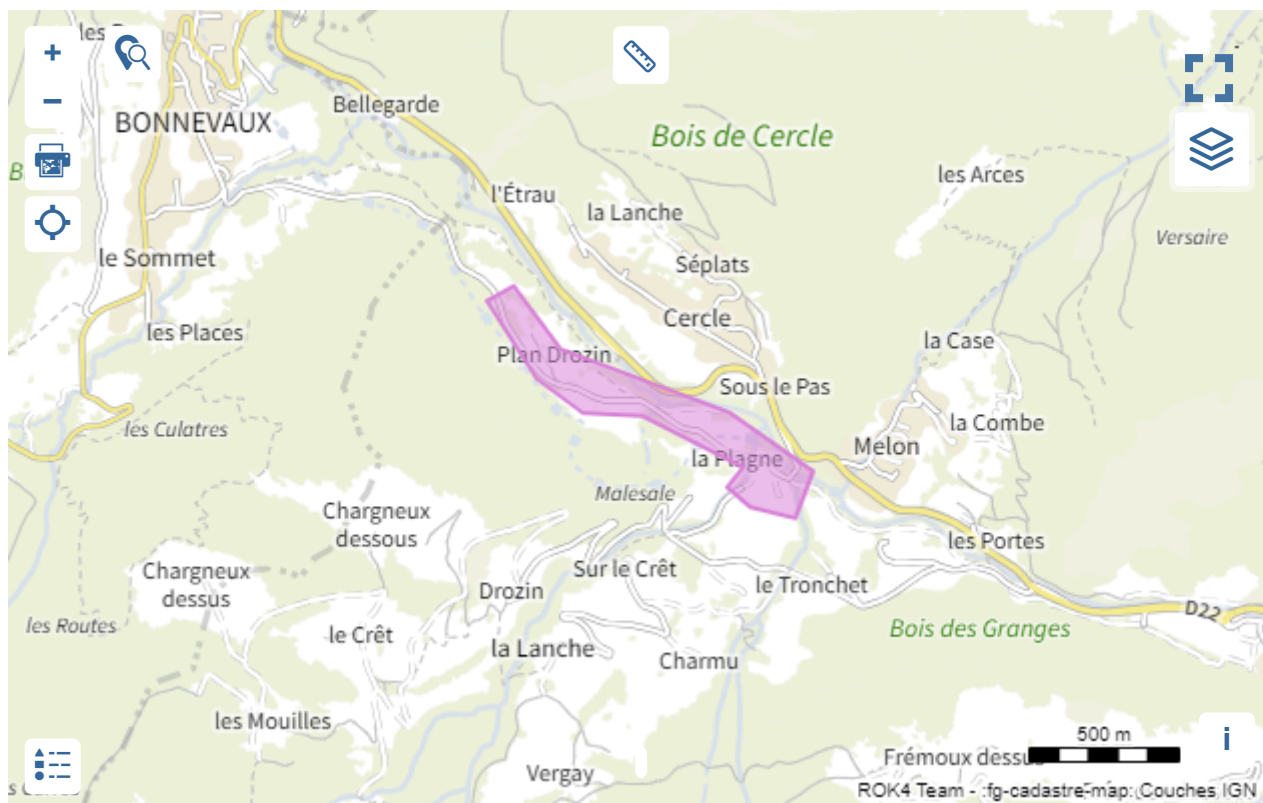 les
BONNEVAUX
Bellegarde
Bois de Cercle
les Arces
B
l'Étrau
la Lanche
Versaire
le Sommet
Séplats
les Places
Cercle
la Case
Plan Drozin
Sous le Pas
les Culatres
la Combe
Melon
la Plagne
Malesale
Chargneux
dessous
les Portes
Chargneux
dessus
Sur le Crêt
le Tronchet
Drozin
D22
les Routes
le Crêt
Bois des Granges
la Lanche
Charmu
les Mouilles
500 m
Frémoux dessus
Vergay
ROK4 Team - :fg-cadastre-map: Couches IGN